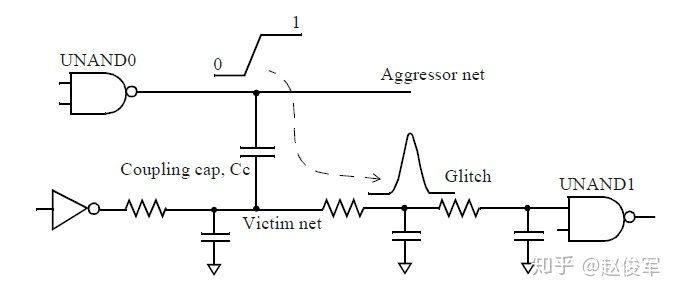 1
0
UNAND0
Aggressor net
Coupling cap, Cc
Glitch
UNAND1
Victim net
知乎 @赵俊军